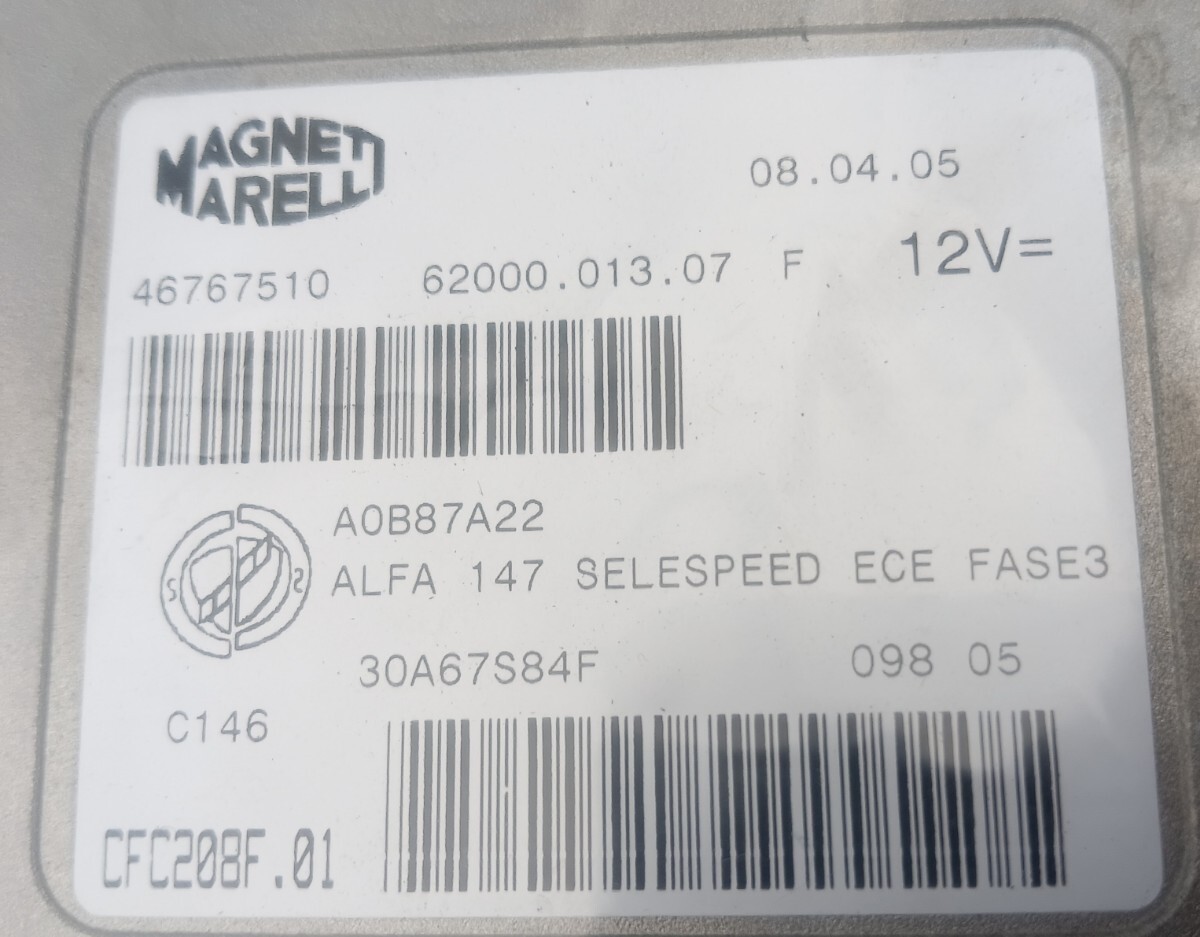 MAGNETI
MARELLI
08.04.05
46767510 62000.013.07 F 12V=
A0B87A22
ALFA 147 SELESPEED ECE FASE3
30A67S84F 098 05
C146
CFC208F.01